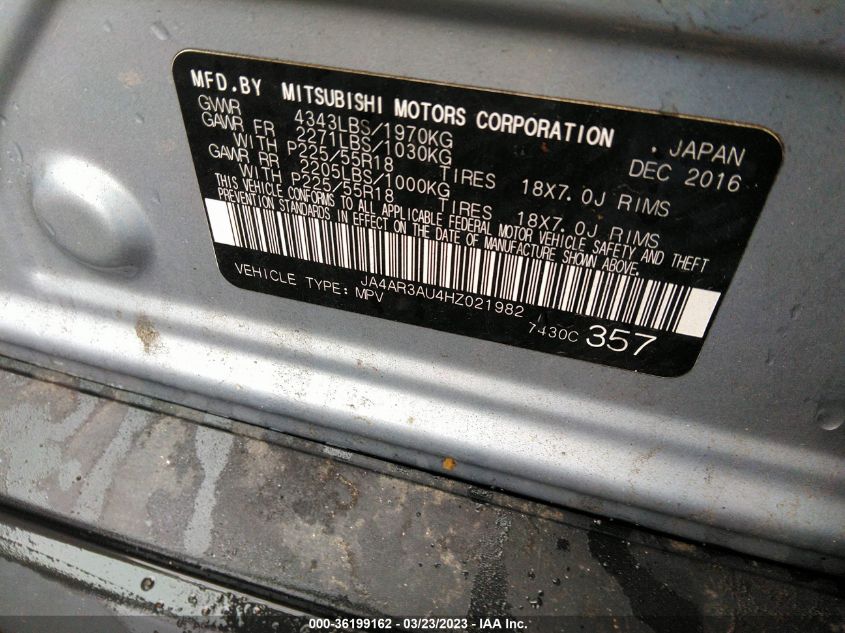 MFD.BY MITSUBISHI MOTORS CORPORATION . JAPAN
GVWR 4343LBS/1970KG DEC 2016
GAWR FR 2271LBS/1030KG
WITH P225/55R18 TIRES 18X7.0J RIMS
GAWR RR 2205LBS/1000KG
WITH P225/55R18 TIRES 18X7.0J RIMS
THIS VEHICLE CONFORMS TO ALL APPLICABLE FEDERAL MOTOR VEHICLE SAFETY AND THEFT
PREVENTION STANDARDS IN EFFECT ON THE DATE OF MANUFACTURE SHOWN ABOVE.
JA4AR3AU4HZ021982
VEHICLE TYPE: MPV 7430C 357
000-36199162 - 03/23/2023 - IAA Inc.